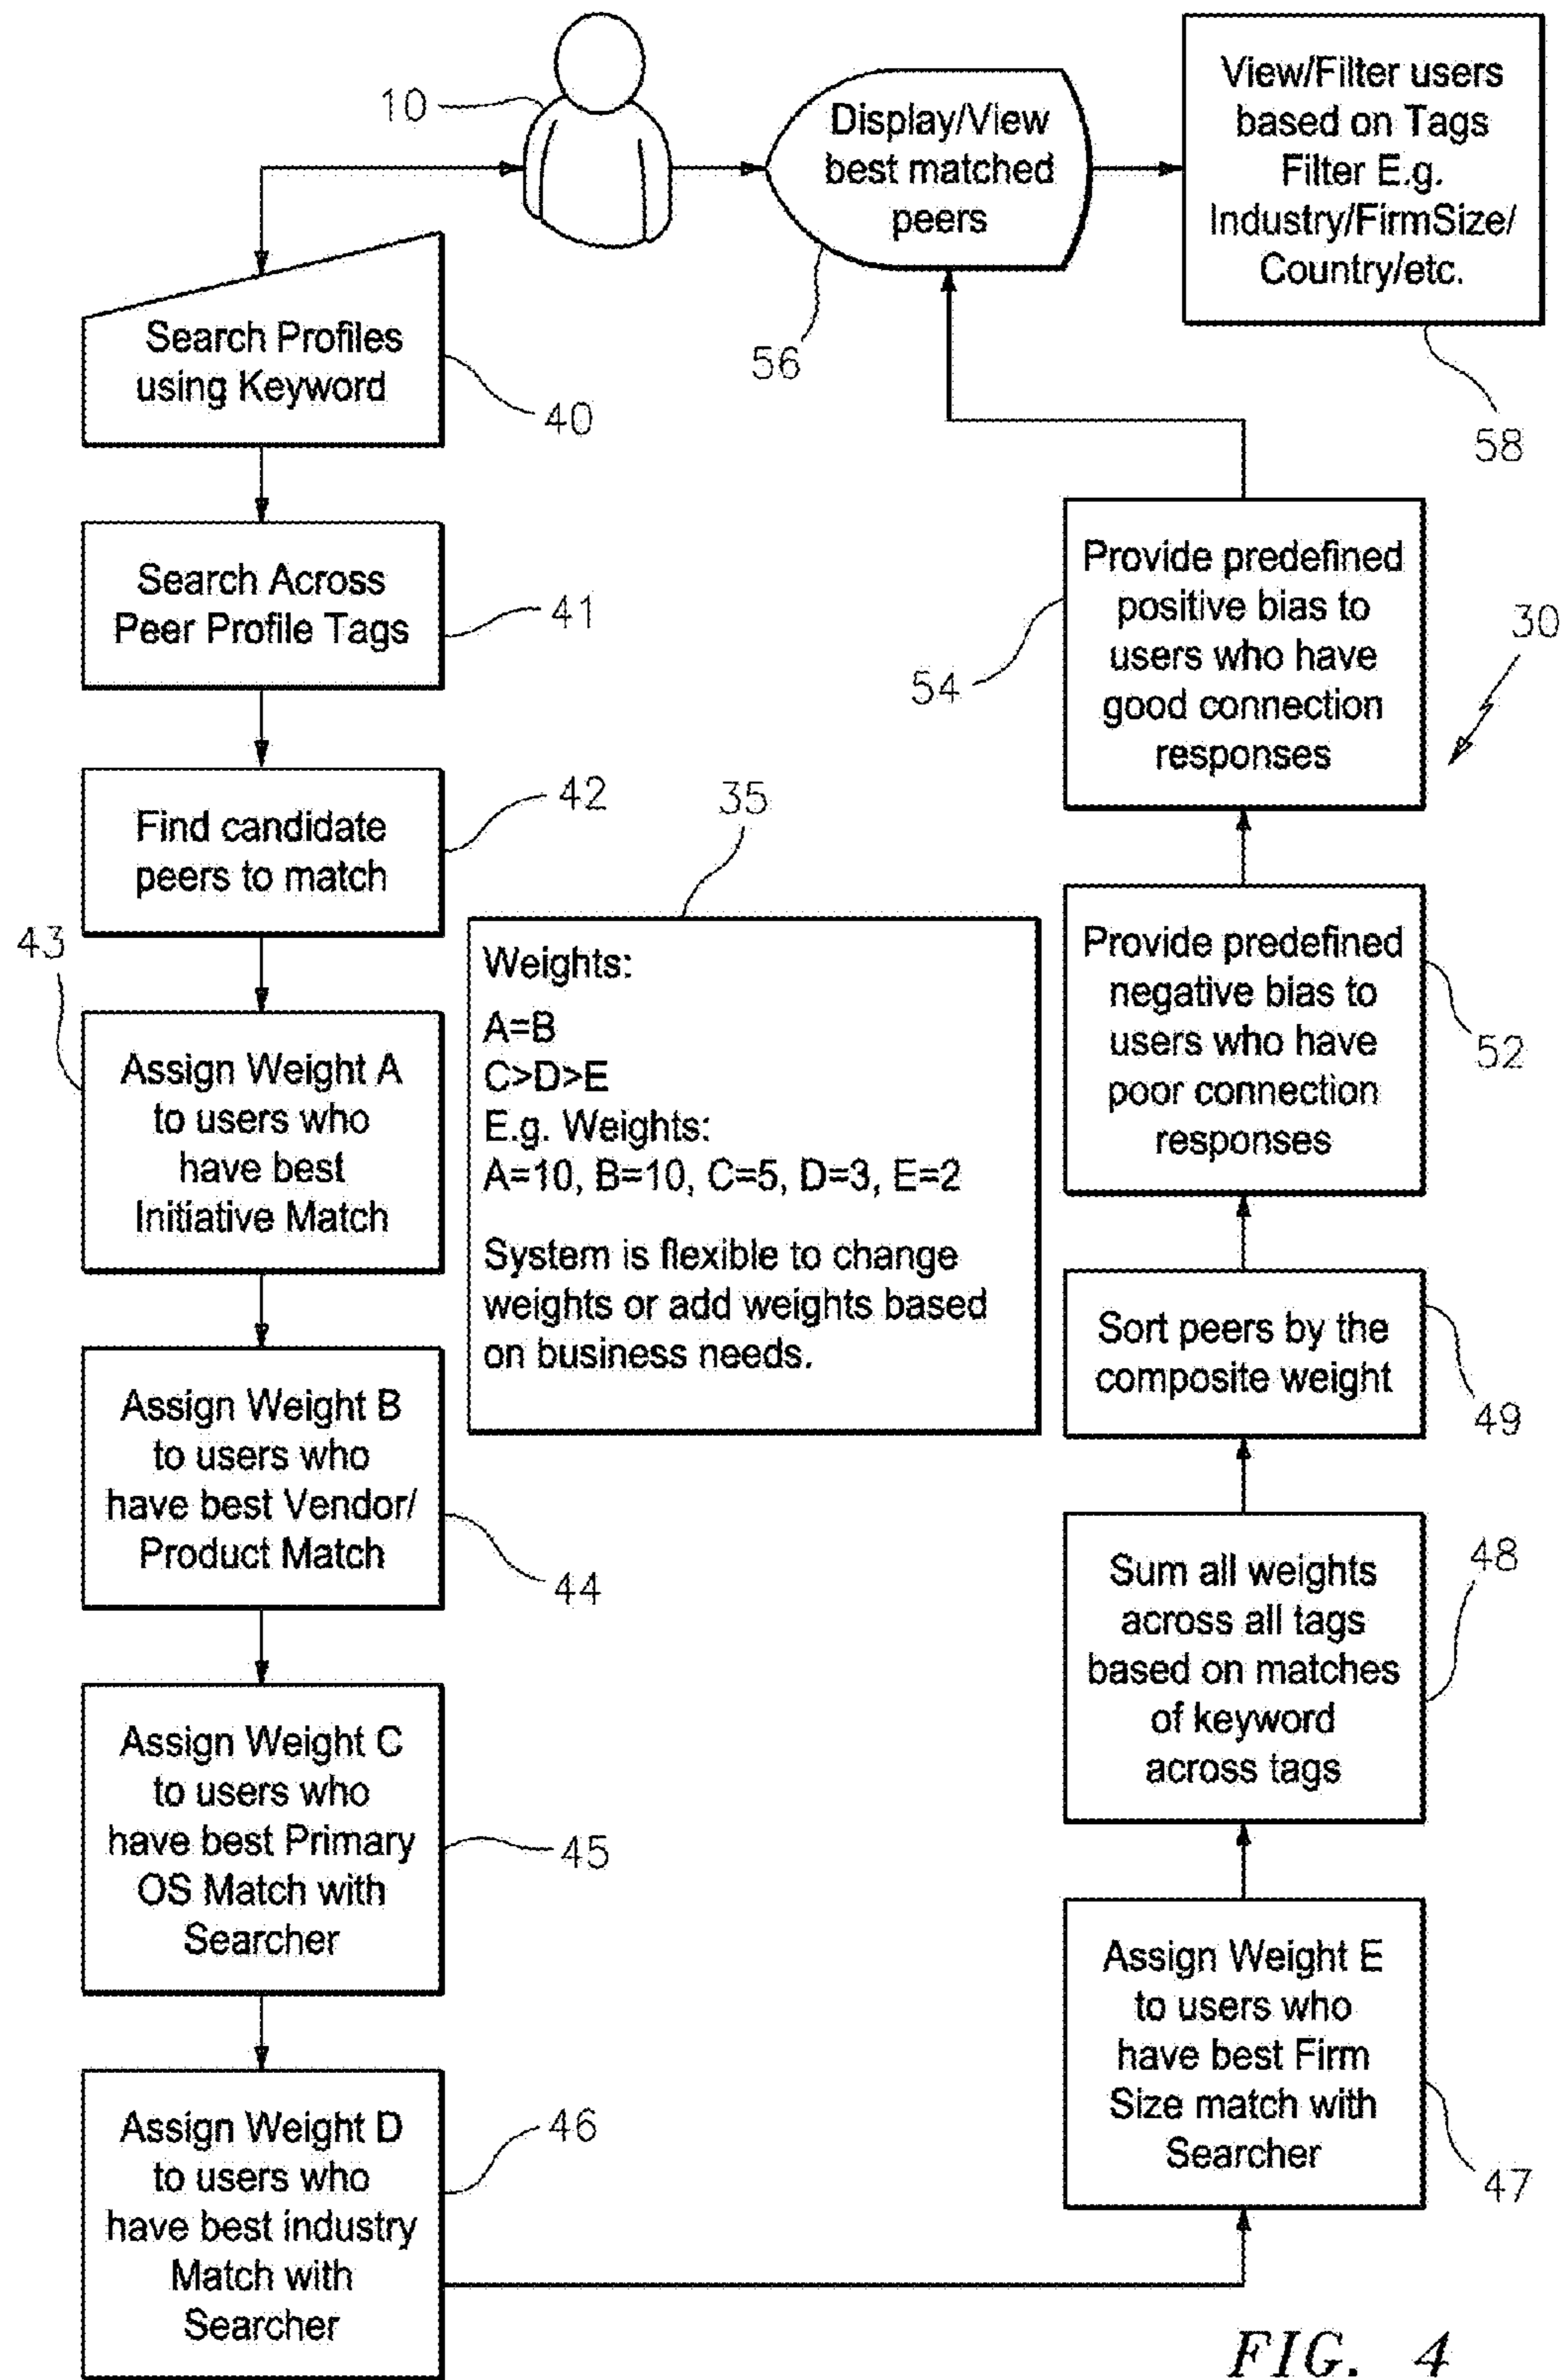 10
Display/View
best matched
peers
56
View/Filter users
based on Tags
Filter E.g.
Industry/FirmSize/
Country/etc.
58
Search Profiles
using Keyword
40
Search Across
Peer Profile Tags
41
Find candidate
peers to match
42
43
Assign Weight A
to users who
have best
Initiative Match
Assign Weight B
to users who
have best Vendor/
Product Match
44
Assign Weight C
to users who
have best Primary
OS Match with
Searcher
45
Assign Weight D
to users who
have best industry
Match with
Searcher
46
35
Weights:
A=B
C>D>E
E.g. Weights:
A=10, B=10, C=5, D=3, E=2
System is flexible to change
weights or add weights based
on business needs.
Provide predefined
positive bias to
users who have
good connection
responses
54
30
Provide predefined
negative bias to
users who have
poor connection
responses
52
Sort peers by the
composite weight
49
Sum all weights
across all tags
based on matches
of keyword
across tags
48
Assign Weight E
to users who
have best Firm
Size match with
Searcher
47
FIG. 4